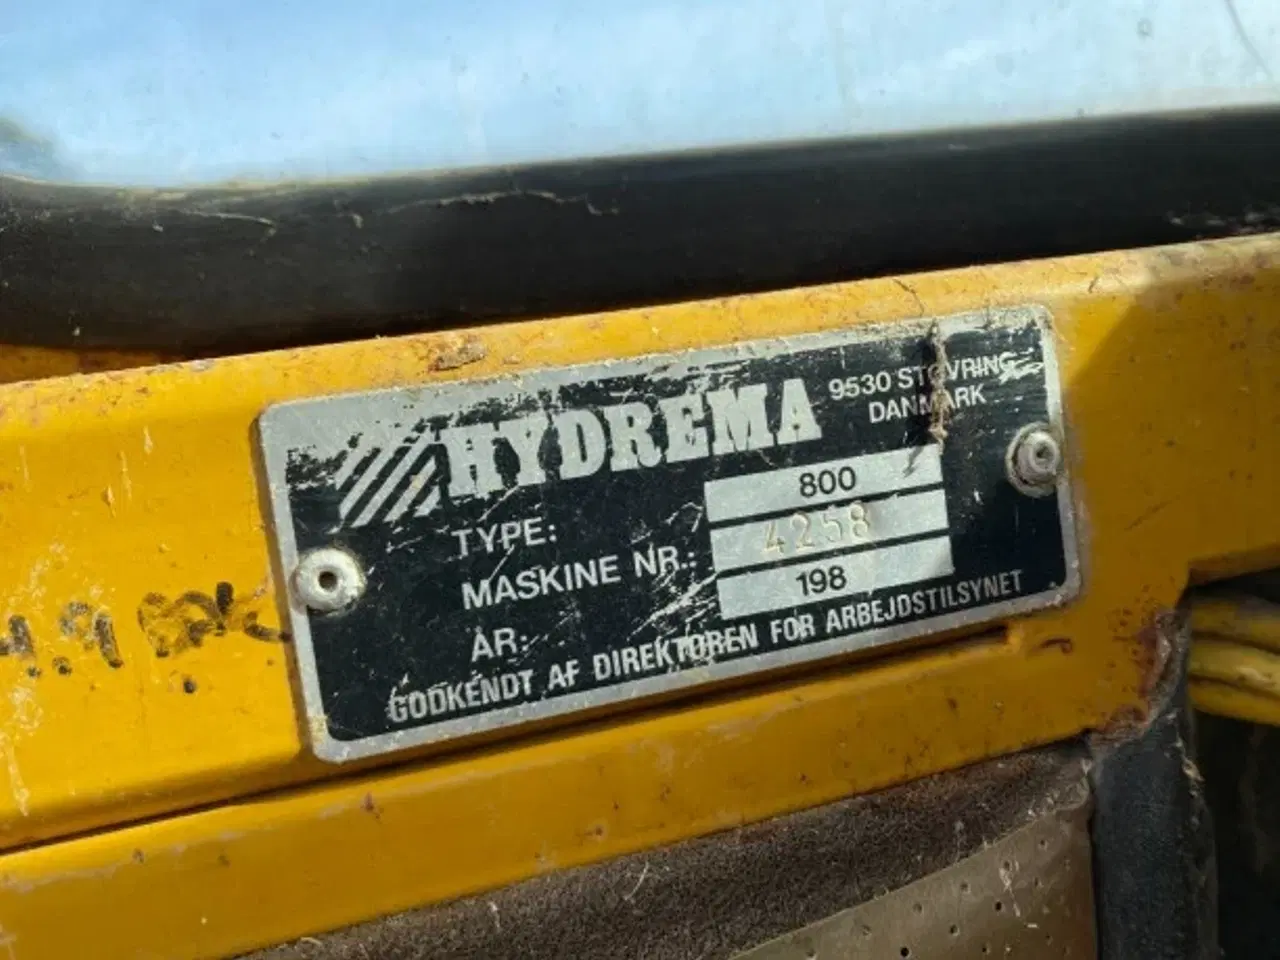 HYDREMA
9530 STØVRING
DANMARK
TYPE: 800
MASKINE NR.: 4258
ÅR: 198
GODKENDT AF DIREKTØREN FOR ARBEJDSTILSYNET